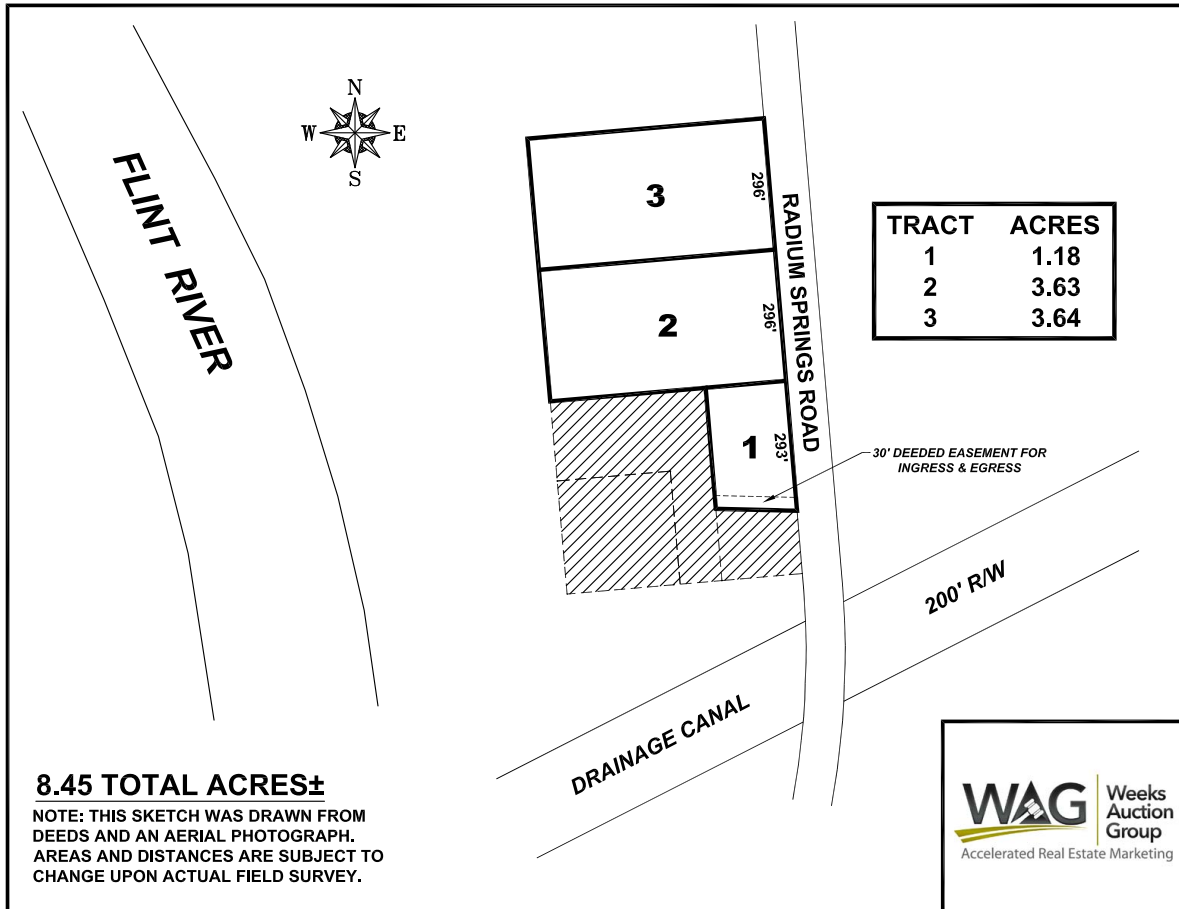 N
W E
S
FLINT RIVER
3
296'
2
296'
1
293'
RADIUM SPRINGS ROAD
TRACT ACRES
1 1.18
2 3.63
3 3.64
30' DEEDED EASEMENT FOR
INGRESS & EGRESS
200' R/W
DRAINAGE CANAL
8.45 TOTAL ACRES±
NOTE: THIS SKETCH WAS DRAWN FROM
DEEDS AND AN AERIAL PHOTOGRAPH.
AREAS AND DISTANCES ARE SUBJECT TO
CHANGE UPON ACTUAL FIELD SURVEY.
WAG
Weeks
Auction
Group
Accelerated Real Estate Marketing